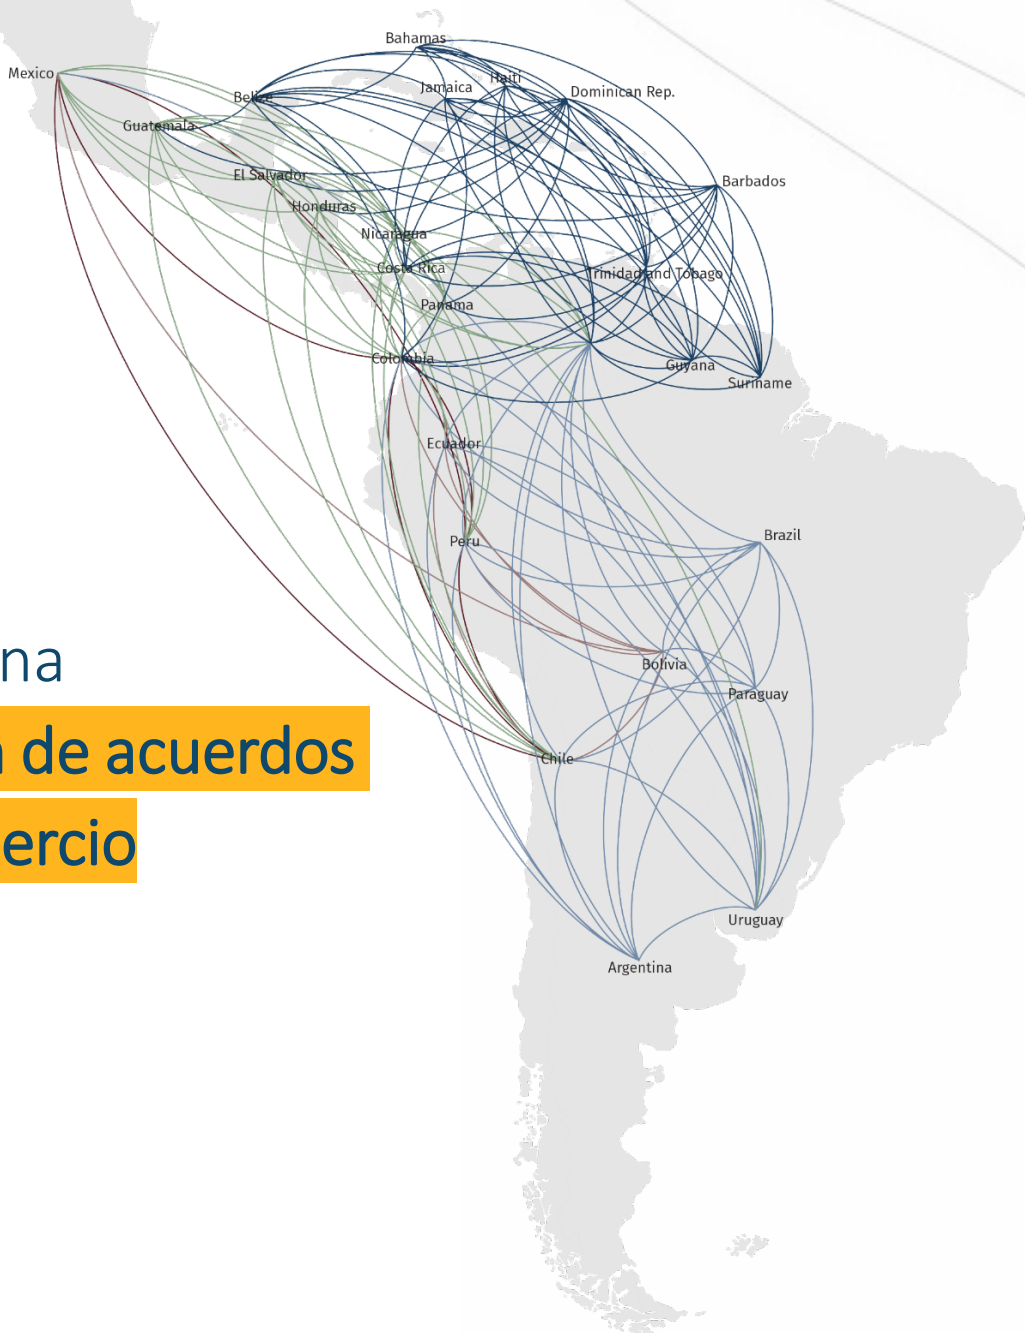 Bahamas
Mexico
Haiti
Jamaica
Dominican Rep.
Belize
Guatemala
El Salvador
Barbados
Honduras
Nicaragua
Costa Rica
Trinidad and Tobago
Panama
Colombia
Guyana
Suriname
Ecuador
Brazil
Peru
na
de acuerdos
ercio
Bolivia
Paraguay
Chile
Uruguay
Argentina